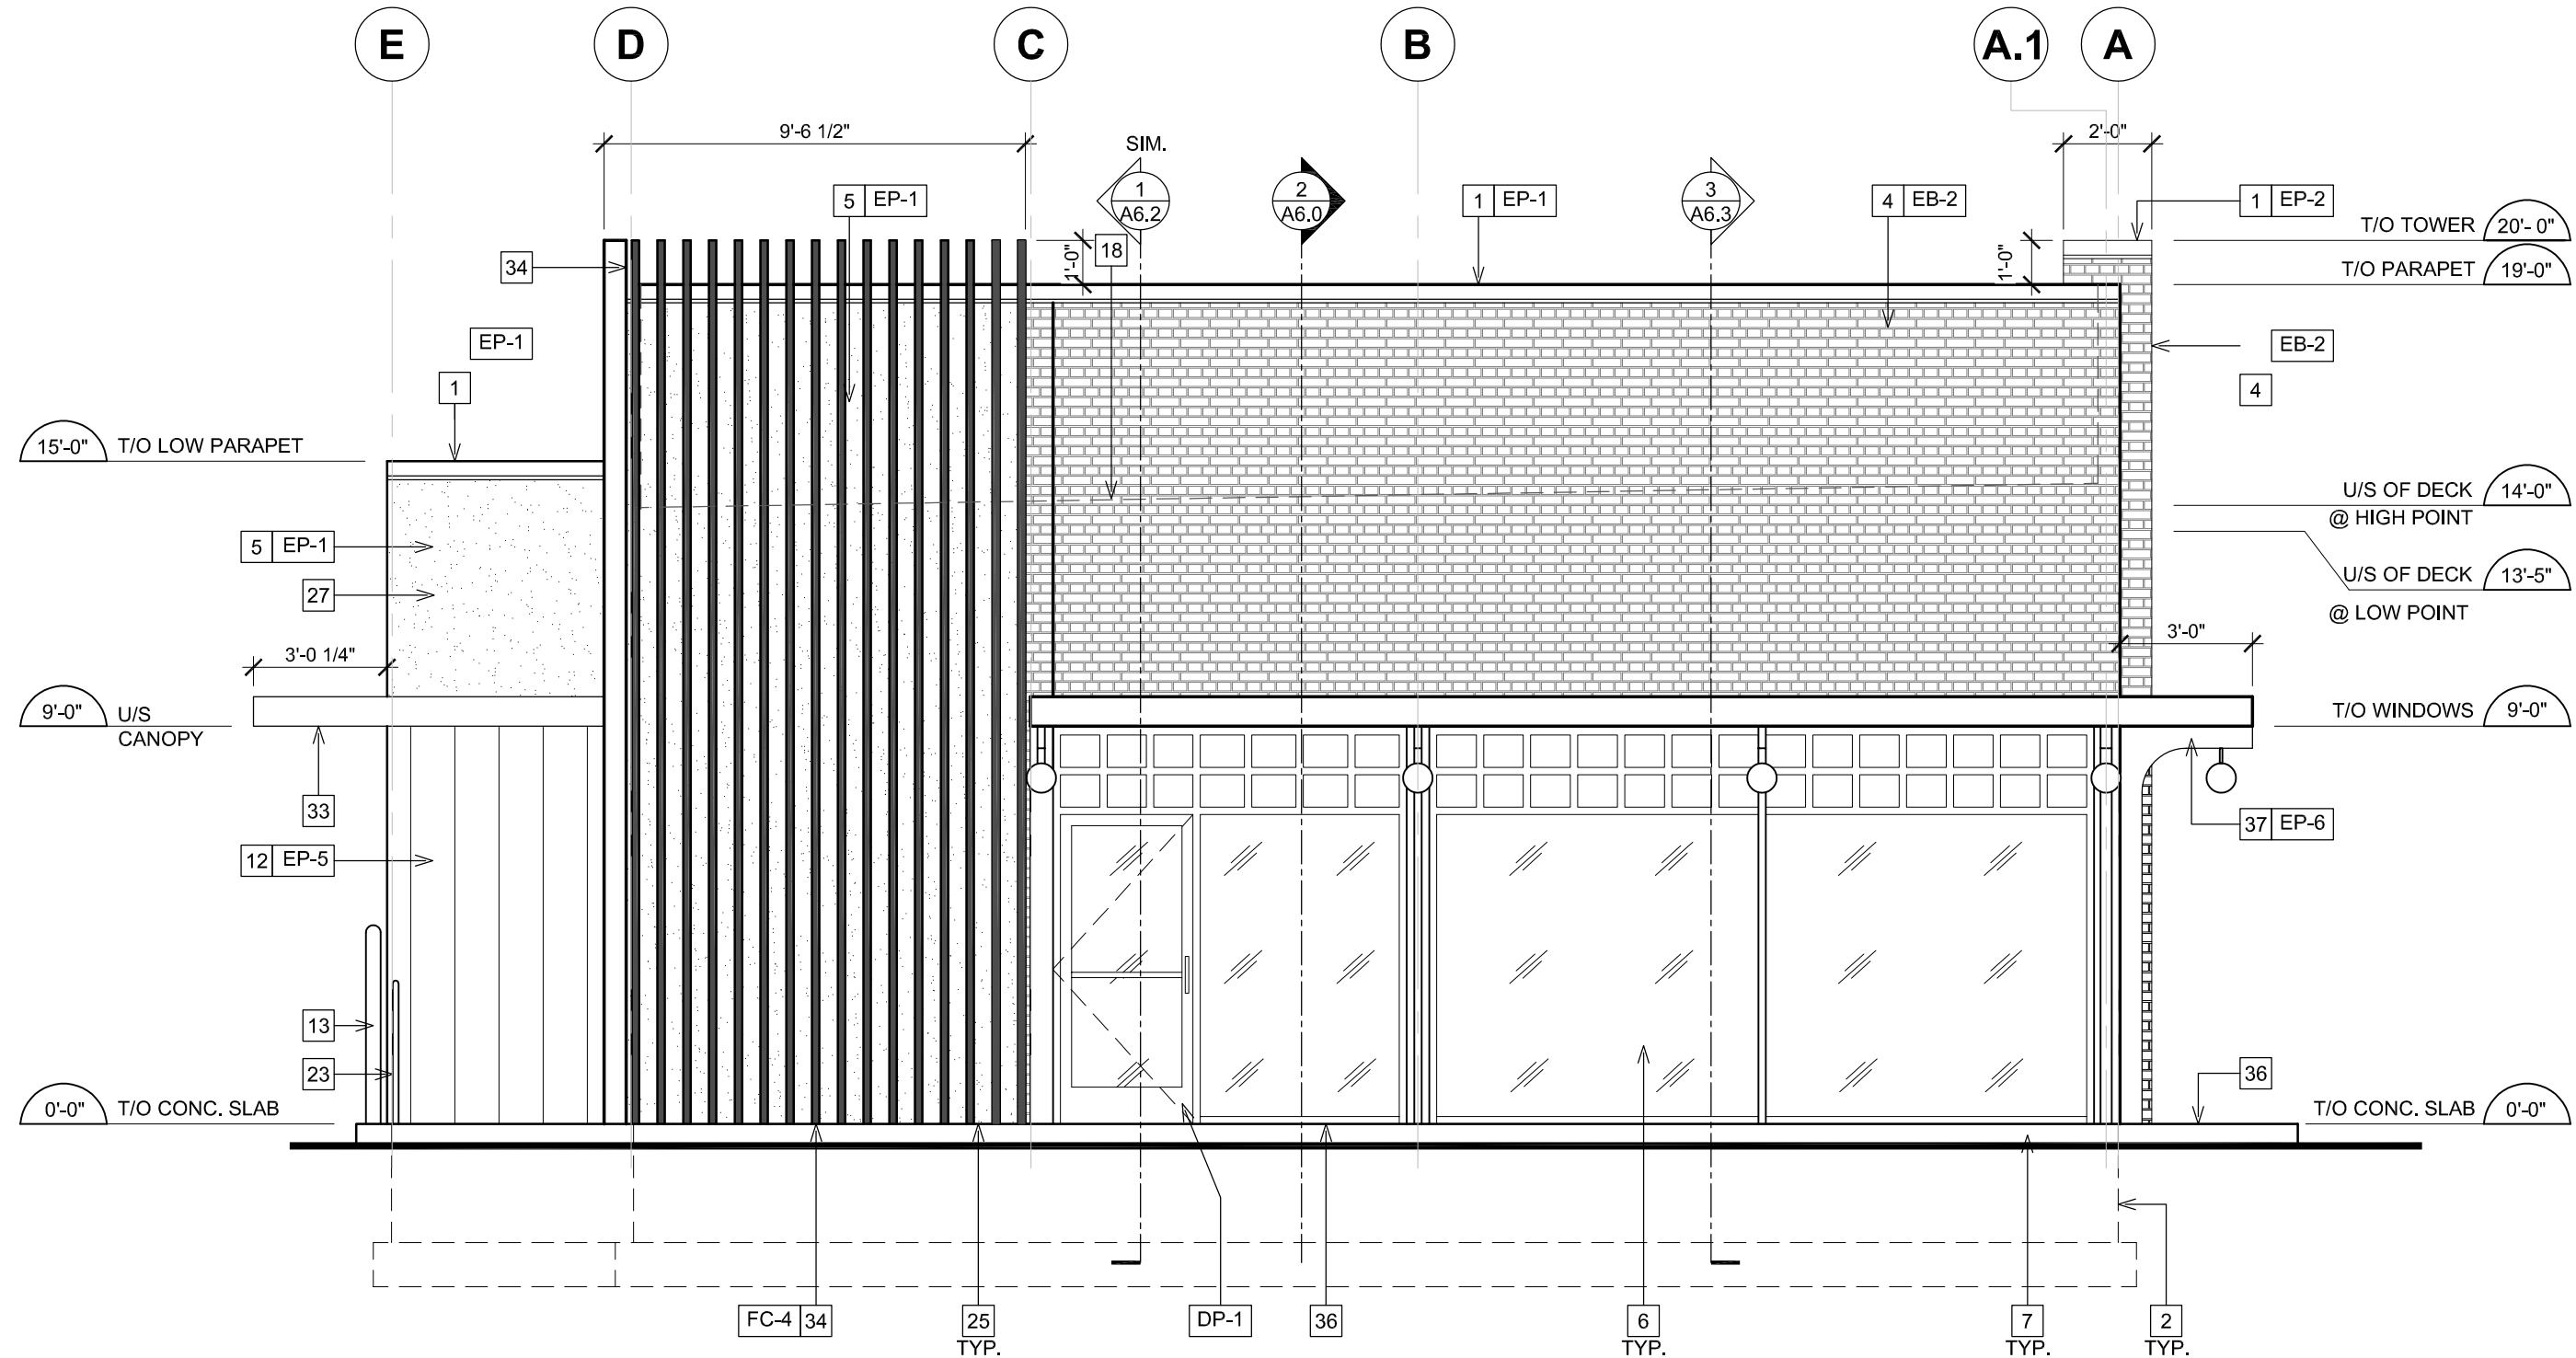 E
D
C
B
A.1
A
9'-6 1/2"
2'-0"
SIM.
1
A6.2
2
A6.0
3
A6.3
5 EP-1
1 EP-1
4 EB-2
1 EP-2
T/O TOWER 20'- 0"
34
1'-0"
18
1'-0"
T/O PARAPET 19'-0"
EP-1
EB-2
1
4
15'-0" T/O LOW PARAPET
U/S OF DECK 14'-0"
@ HIGH POINT
5 EP-1
27
U/S OF DECK 13'-5"
@ LOW POINT
3'-0 1/4"
3'-0"
9'-0" U/S
CANOPY
T/O WINDOWS 9'-0"
33
37 EP-6
12 EP-5
13
23
36
0'-0" T/O CONC. SLAB
T/O CONC. SLAB 0'-0"
FC-4 34
25
TYP.
DP-1
36
6
TYP.
7
TYP.
2
TYP.